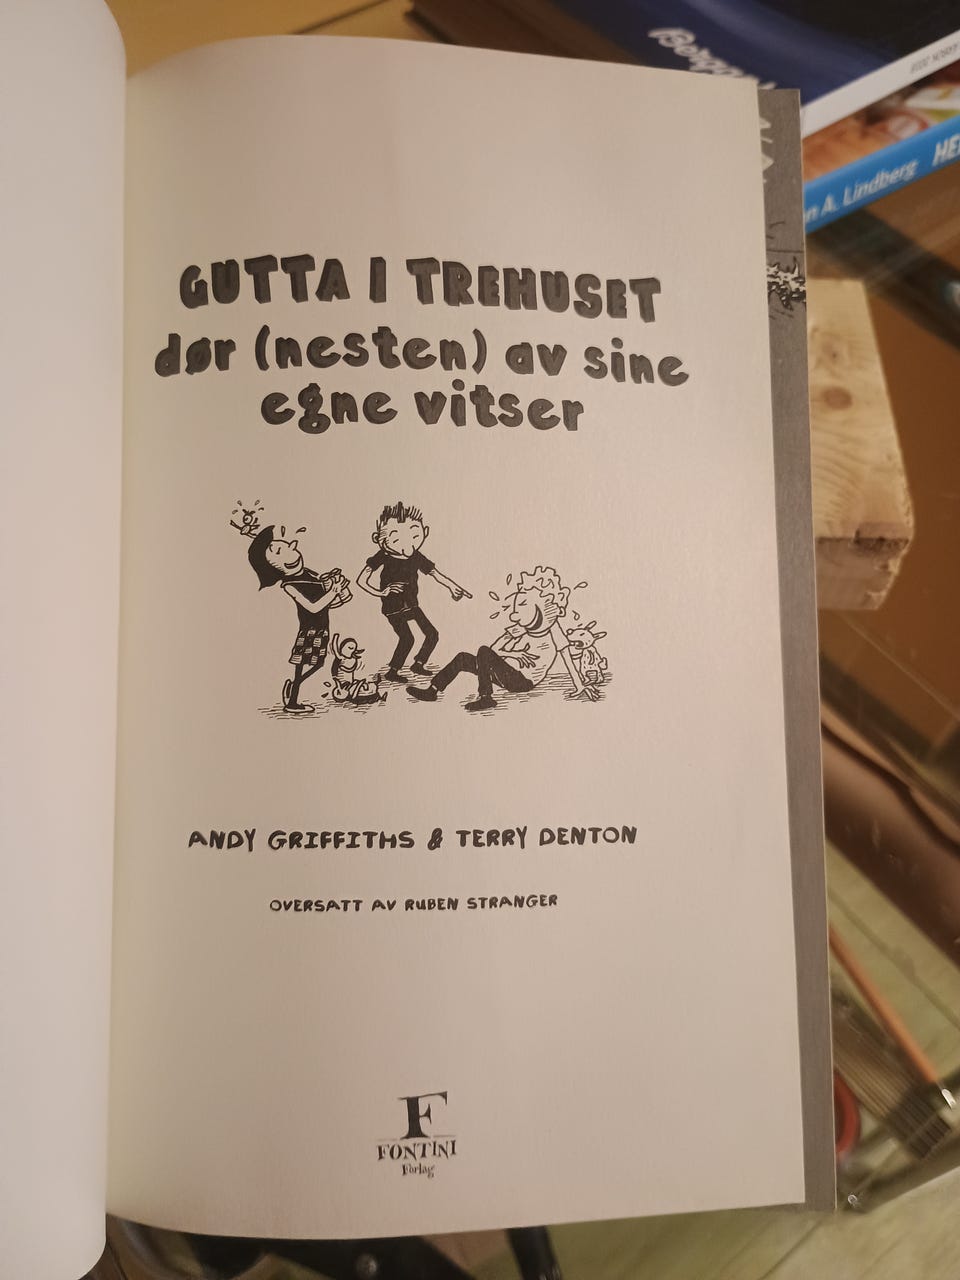 GUTTA I TREHUSET
dør (nesten) av sine
egne vitser
ANDY GRIFFITHS & TERRY DENTON
OVERSATT AV RUBEN STRANGER
F
FONTINI
Forlag
A. Lindberg